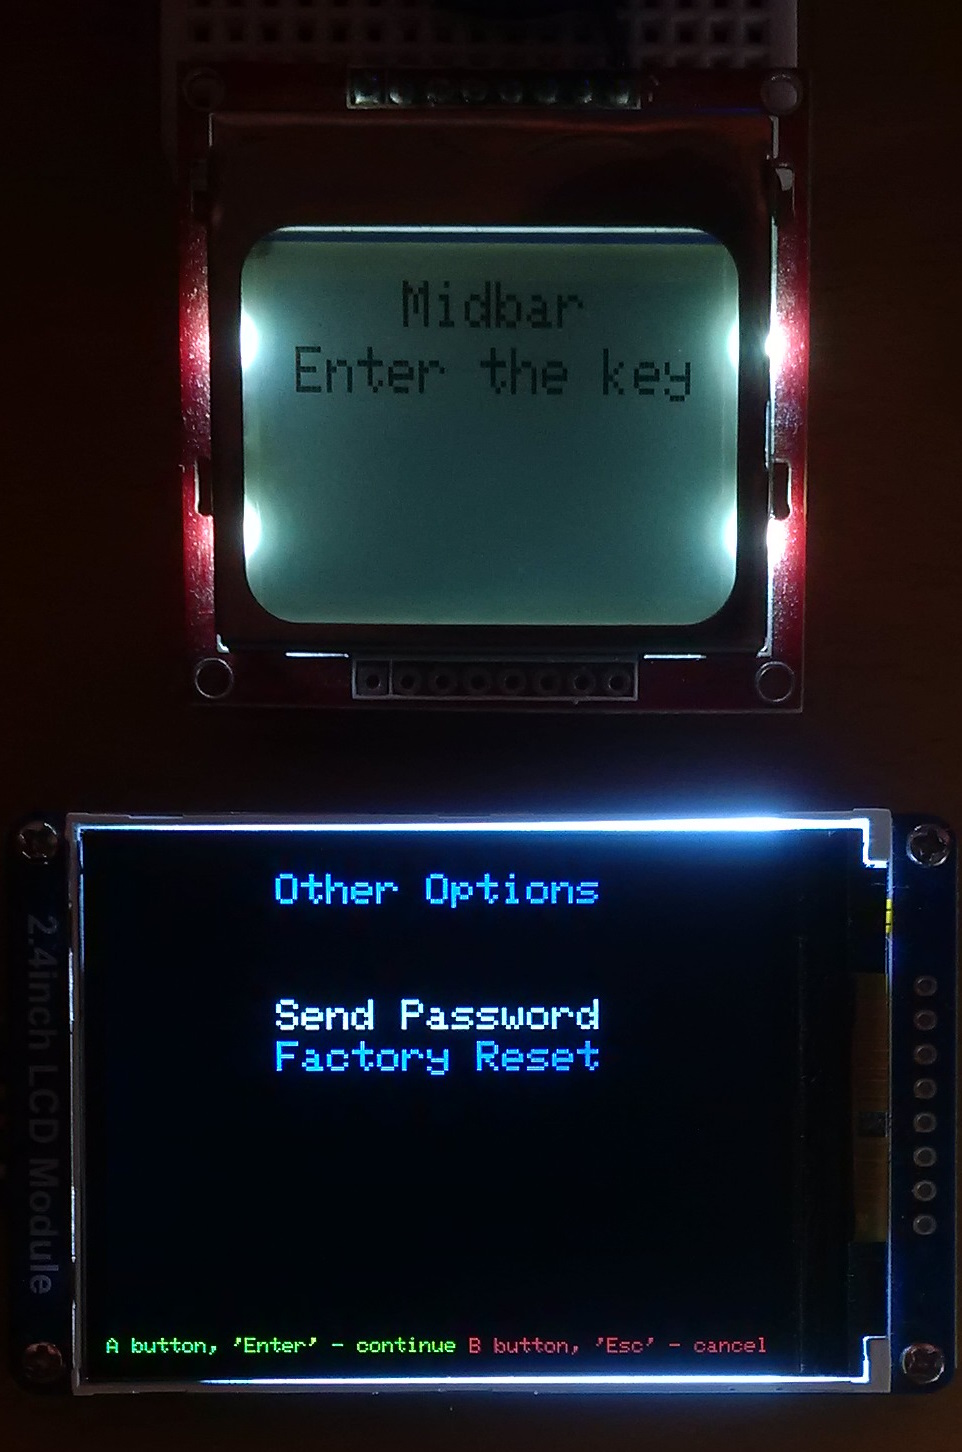 Midbar
Enter the key
Other Options
Send Password
Factory Reset
A button, 'Enter' - continue B button, 'Esc' - cancel
2.4inch LCD Module